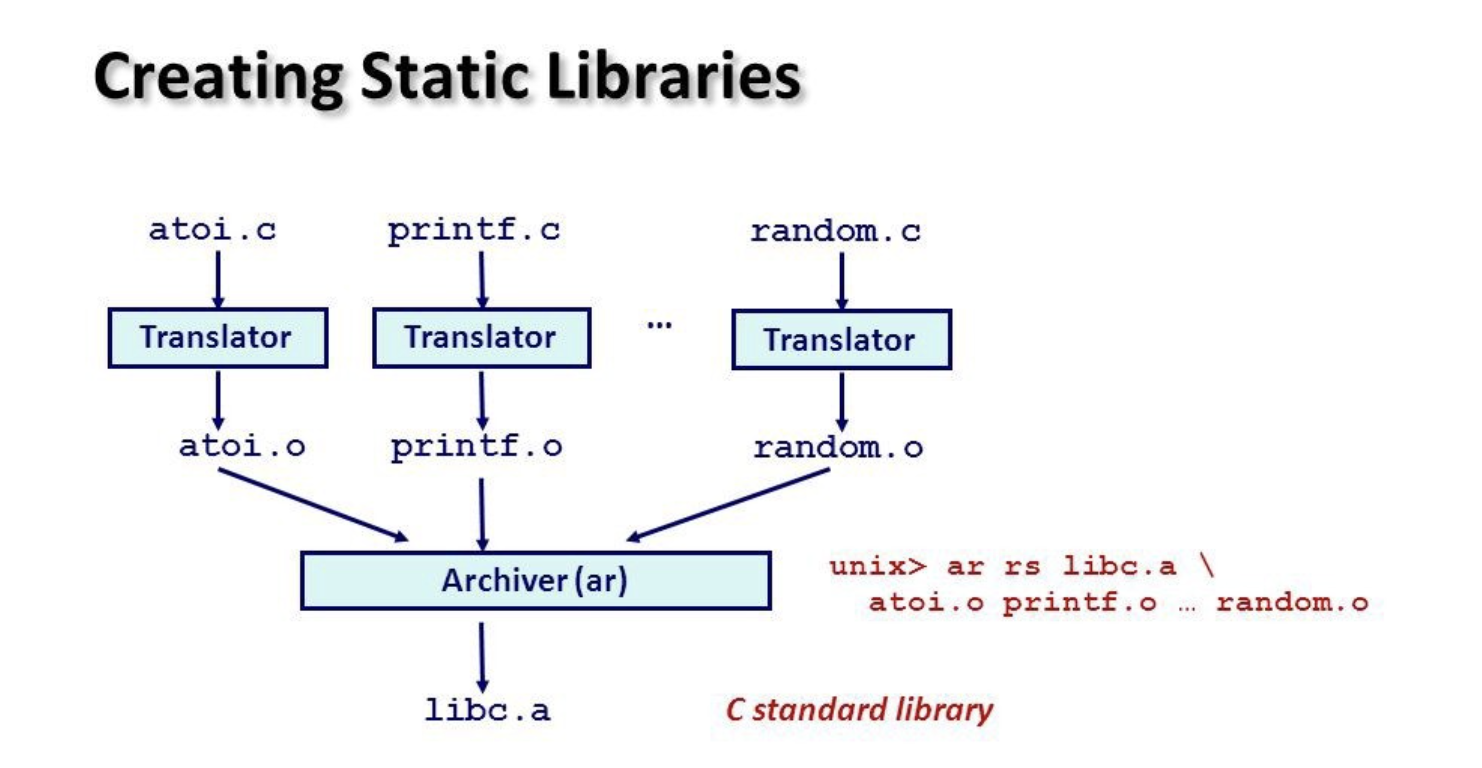 Creating Static Libraries
atoi.c printf.c random.c
Translator Translator ... Translator
atoi.o printf.o random.o
Archiver (ar)
unix> ar rs libc.a \
atoi.o printf.o … random.o
libc.a C standard library